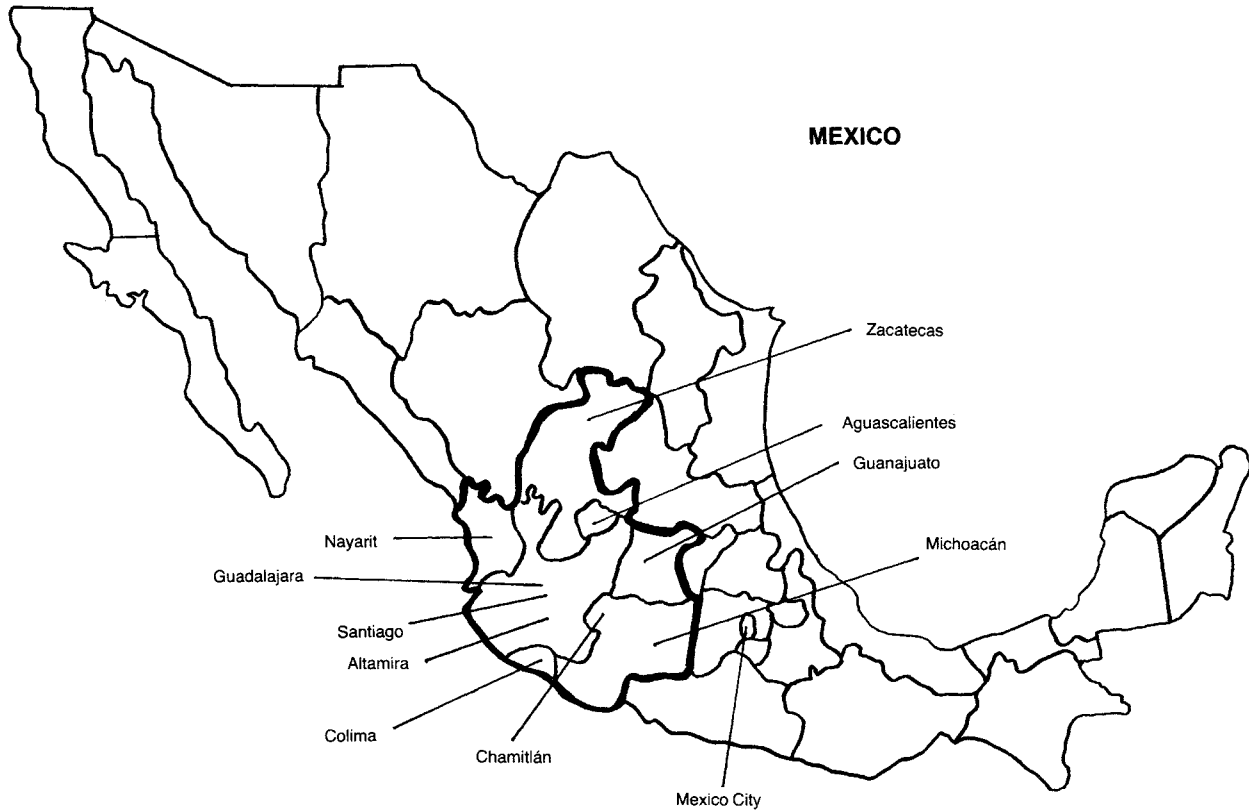 MEXICO
Zacatecas
Aguascalientes
Guanajuato
Michoacán
Nayarit
Guadalajara
Santiago
Altamira
Colima
Chamitlán
Mexico City